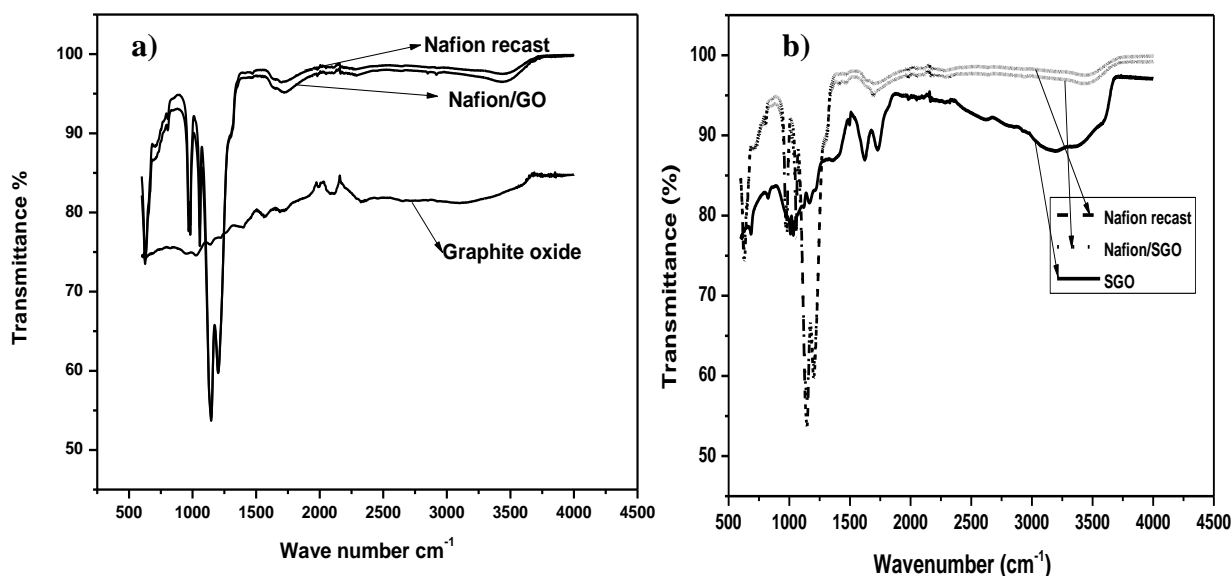 a)
Nafion recast
Nafion/GO
Graphite oxide
Transmittance %
100
90
80
70
60
50
500 1000 1500 2000 2500 3000 3500 4000 4500
Wave number cm⁻¹
b)
Transmittance (%)
100
90
80
70
60
50
Nafion recast
Nafion/SGO
SGO
500 1000 1500 2000 2500 3000 3500 4000 4500
Wavenumber (cm⁻¹)